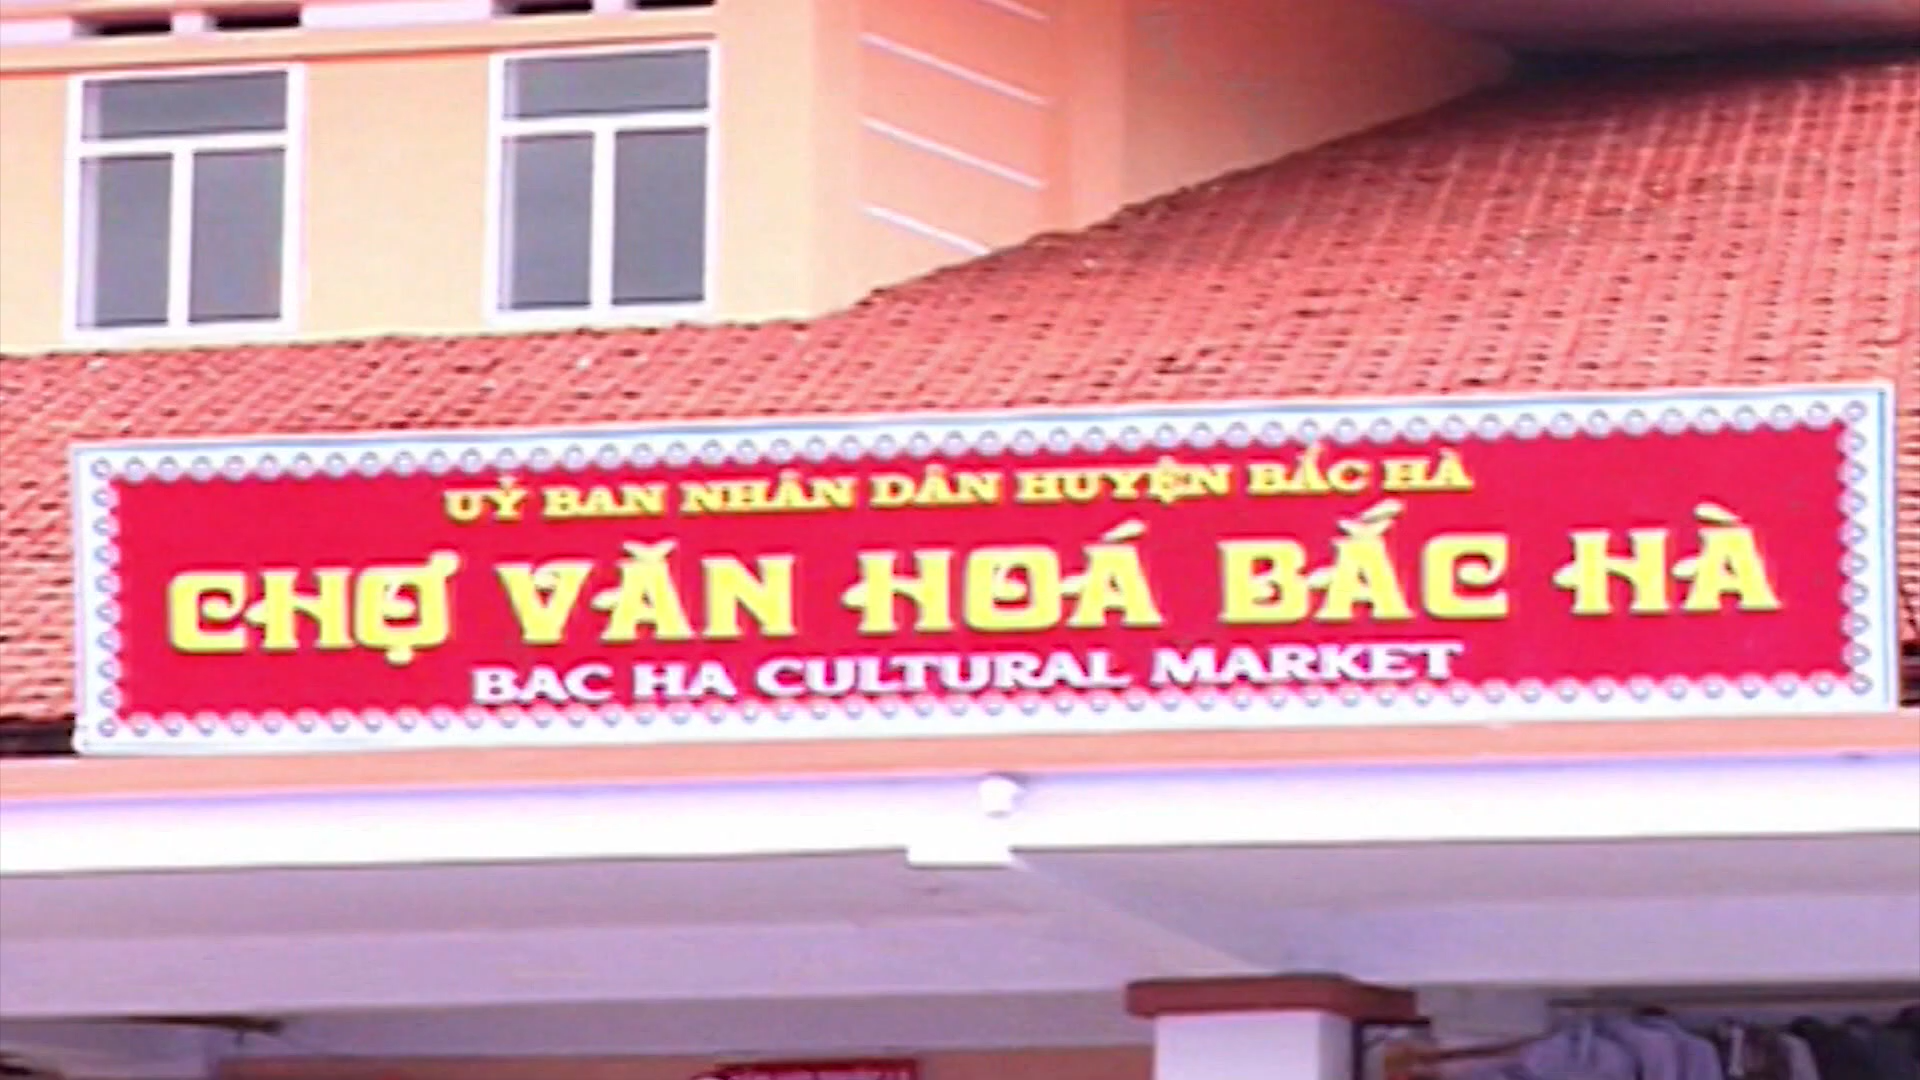 UỶ BAN NHÂN DÂN HUYỆN BẮC HÀ
CHỢ VĂN HOÁ BẮC HÀ
BAC HA CULTURAL MARKET